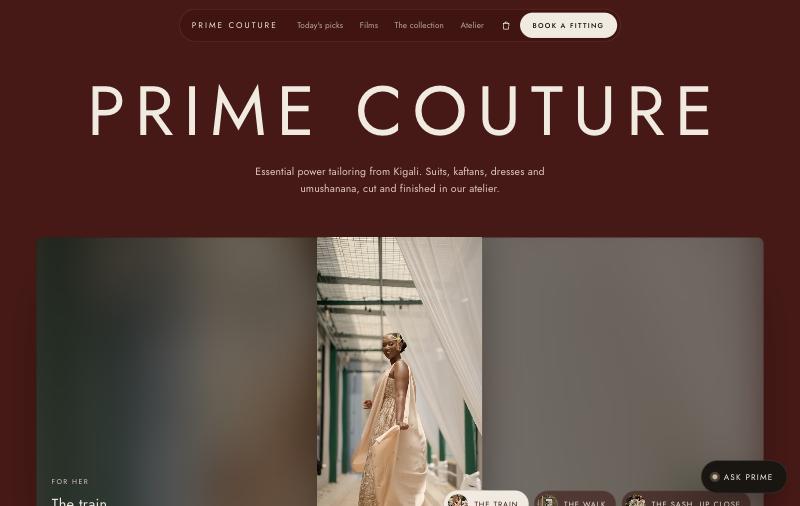 PRIME COUTURE
Today's picks
Films
The collection
Atelier
BOOK A FITTING
PRIME COUTURE
Essential power tailoring from Kigali. Suits, kaftans, dresses and
umushanana, cut and finished in our atelier.
FOR HER
The train
THE TRAIN
THE WALK
THE SASH, UP CLOSE
ASK PRIME